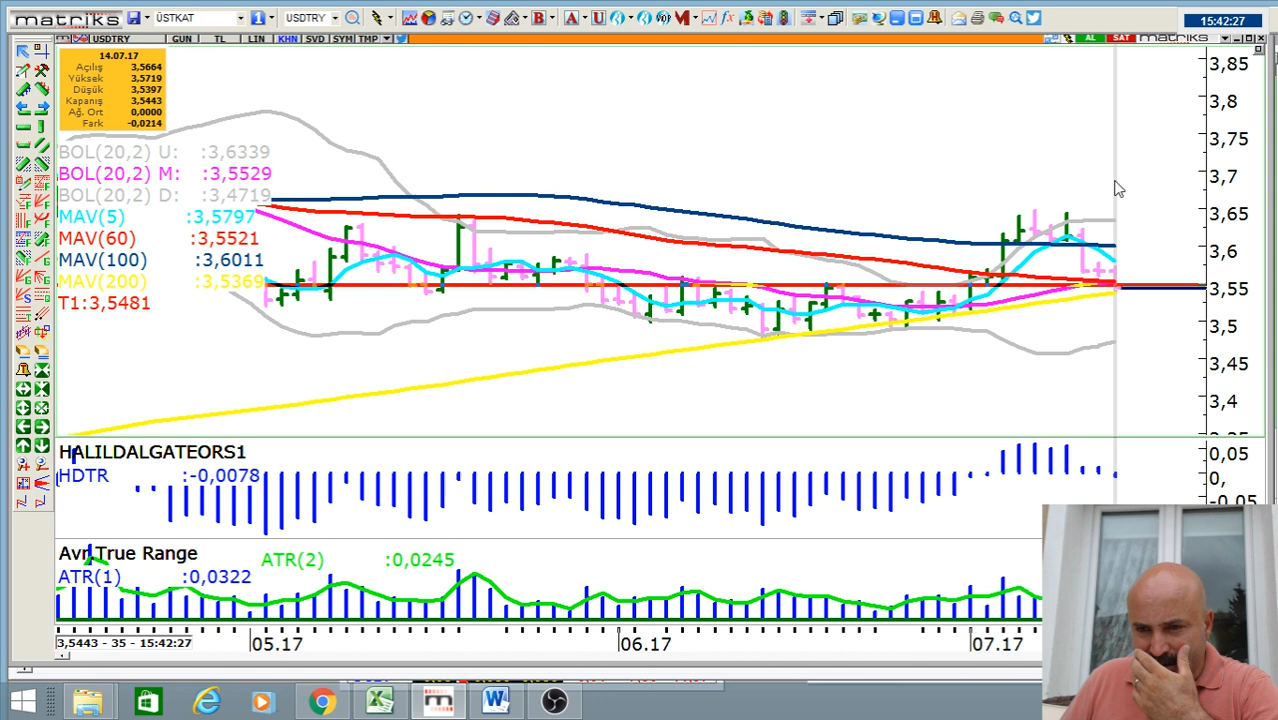 matriks
ÜSTKAT
USDTRY
15:42:27
USDTRY GUN TL LIN KHN SVD SYM TMP
AL SAT matriks
14.07.17
Açılış 3,5664
Yüksek 3,5719
Düşük 3,5397
Kapanış 3,5443
Ağ. Ort 0,0000
Fark -0,0214
BOL(20,2) U: :3,6339
BOL(20,2) M: :3,5529
BOL(20,2) D: :3,4719
MAV(5) :3,5797
MAV(60) :3,5521
MAV(100) :3,6011
MAV(200) :3,5369
T1:3,5481
3,85
3,8
3,75
3,7
3,65
3,6
3,55
3,5
3,45
3,4
HALILDALGATEORS1
HDTR :-0,0078
0,05
0,
-0,05
Avr True Range
ATR(2) :0,0245
ATR(1) :0,0322
3,5443 - 35 - 15:42:27
05.17
06.17
07.17